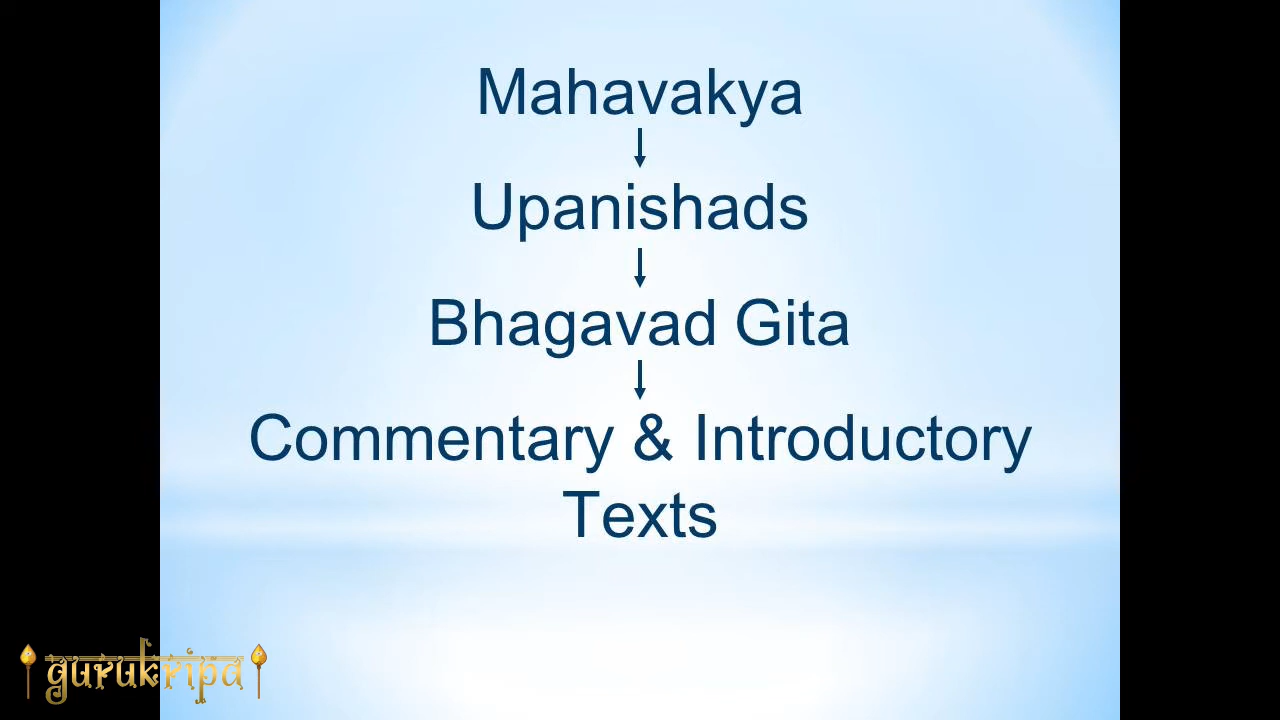 Mahavakya
Upanishads
Bhagavad Gita
Commentary & Introductory
Texts
gurukripa